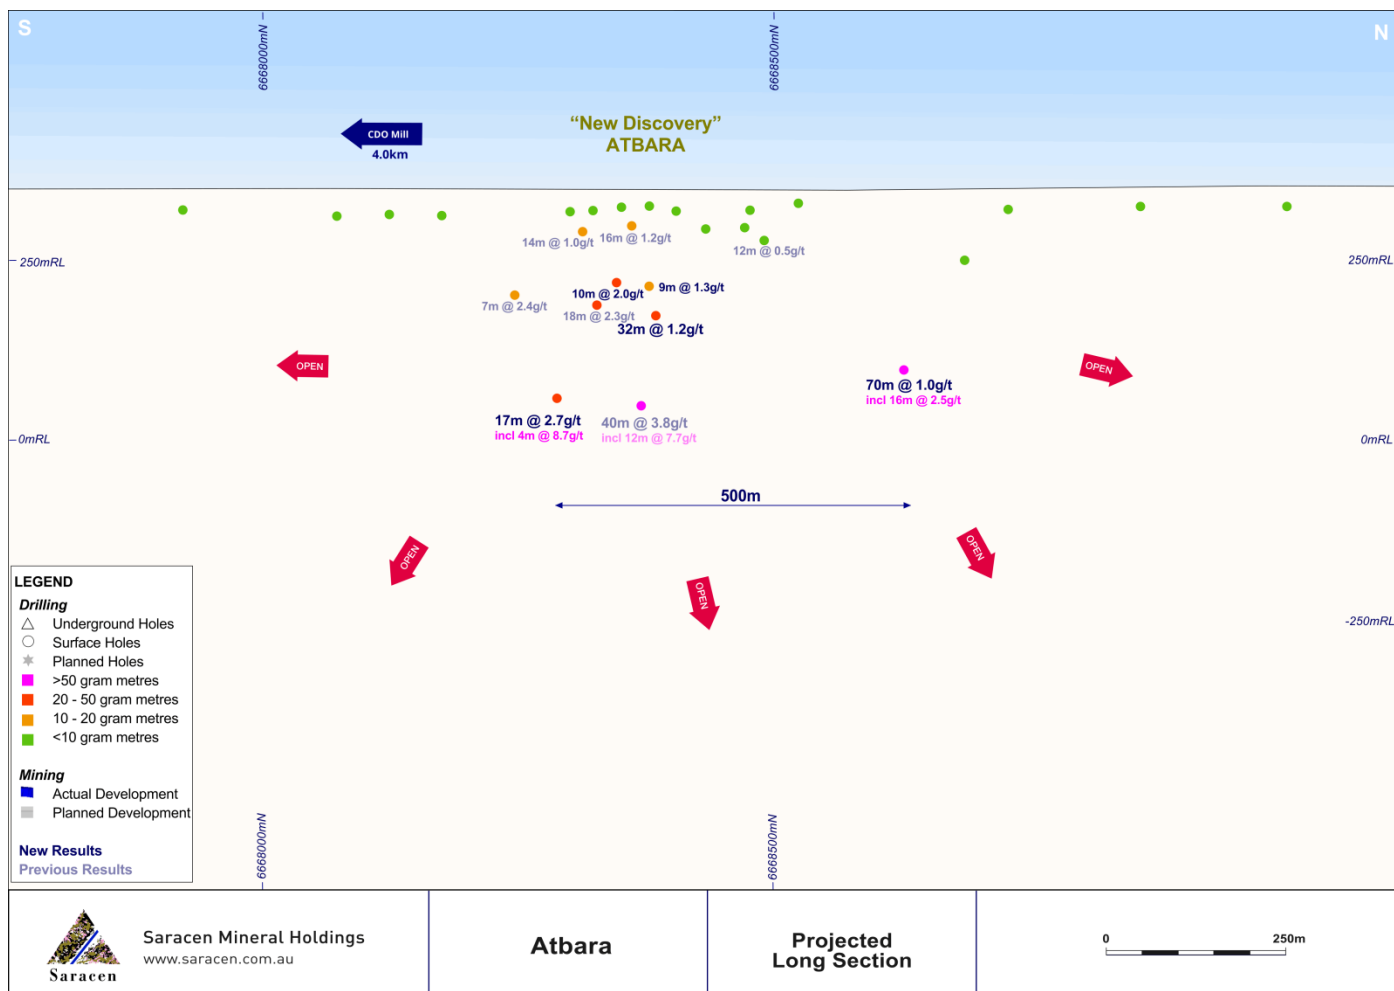 S
N
6668000mN
6668500mN
CDO Mill
4.0km
“New Discovery”
ATBARA
14m @ 1.0g/t
16m @ 1.2g/t
12m @ 0.5g/t
250mRL
250mRL
10m @ 2.0g/t
9m @ 1.3g/t
7m @ 2.4g/t
18m @ 2.3g/t
32m @ 1.2g/t
OPEN
OPEN
70m @ 1.0g/t
incl 16m @ 2.5g/t
17m @ 2.7g/t
incl 4m @ 8.7g/t
40m @ 3.8g/t
incl 12m @ 7.7g/t
0mRL
0mRL
500m
OPEN
OPEN
OPEN
-250mRL
LEGEND
Drilling
Underground Holes
Surface Holes
Planned Holes
>50 gram metres
20 - 50 gram metres
10 - 20 gram metres
<10 gram metres
Mining
Actual Development
Planned Development
New Results
Previous Results
6668000mN
6668500mN
Saracen
Saracen Mineral Holdings
www.saracen.com.au
Atbara
Projected
Long Section
0
250m